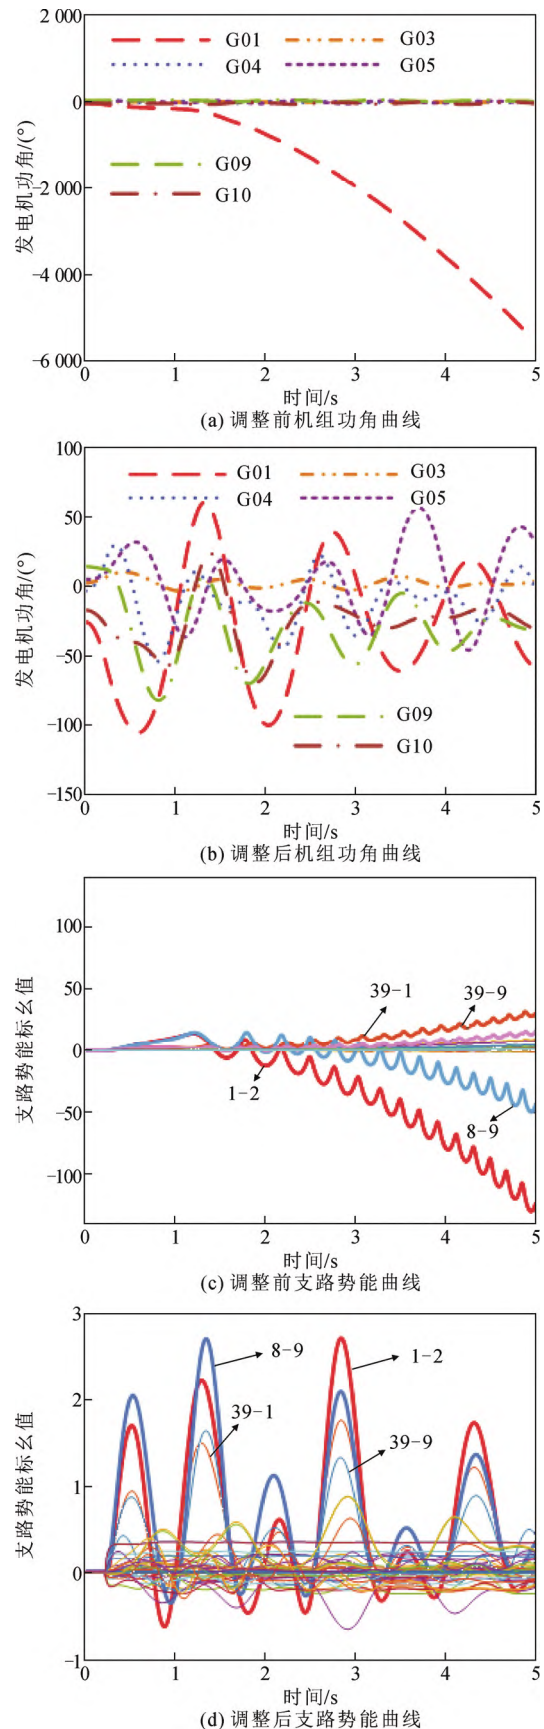 2 000
G01 G03
G04 G05
0
G09
-2 000
G10
-4 000
-6 000
0 1 2 3 4 5
发电机功角/(°)
时间/s
(a) 调整前机组功角曲线
100
G01 G03
G04 G05
50
0
-50
G09
-100
G10
-150
0 1 2 3 4 5
发电机功角/(°)
时间/s
(b) 调整后机组功角曲线
100
50
39-1
39-9
0
1-2
-50
8-9
-100
0 1 2 3 4 5
支路势能标幺值
时间/s
(c) 调整前支路势能曲线
3
8-9
1-2
2
39-1
39-9
1
0
-1
0 1 2 3 4 5
支路势能标幺值
时间/s
(d) 调整后支路势能曲线